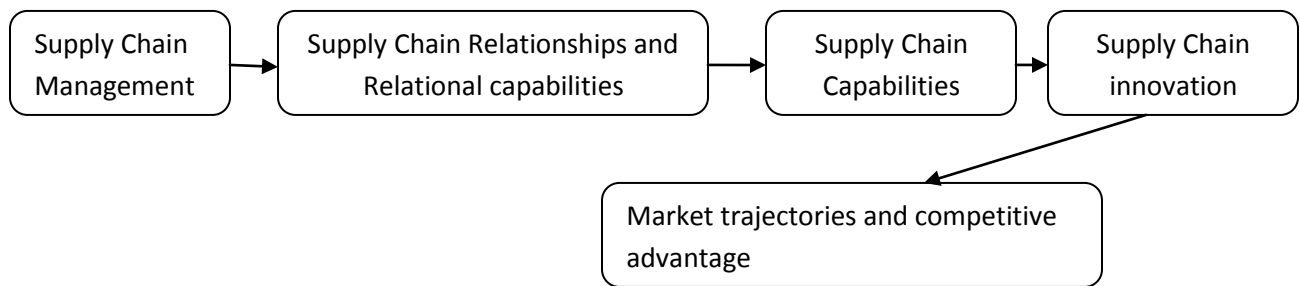 Supply Chain
Management
Supply Chain Relationships and
Relational capabilities
Supply Chain
Capabilities
Supply Chain
innovation
Market trajectories and competitive
advantage